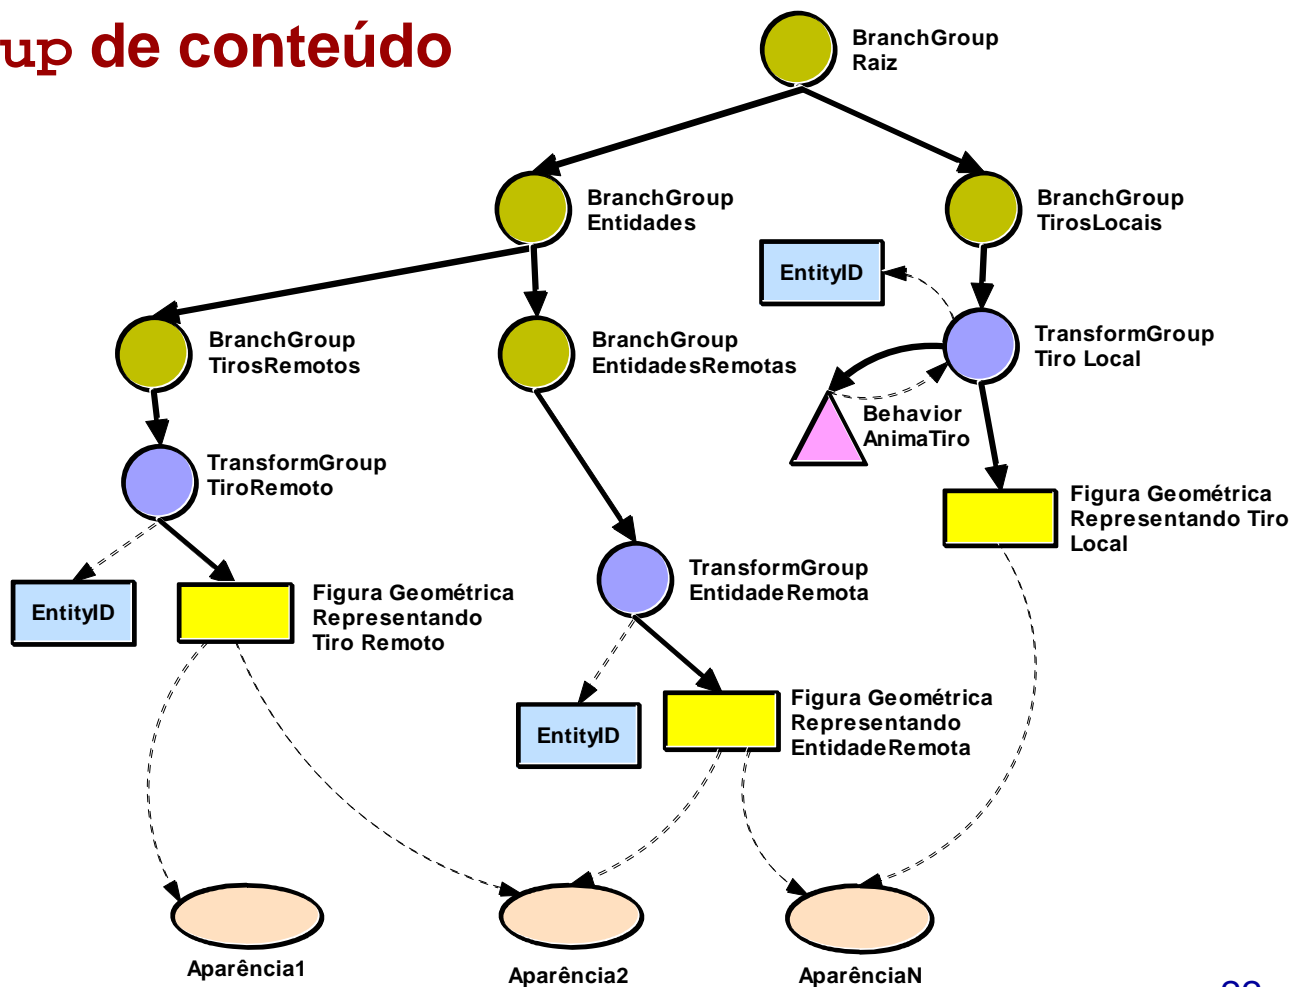 up de conteúdo
BranchGroup
Raiz
BranchGroup
Entidades
BranchGroup
TirosLocais
EntityID
BranchGroup
TirosRemotos
BranchGroup
EntidadesRemotas
TransformGroup
Tiro Local
Behavior
AnimaTiro
TransformGroup
TiroRemoto
Figura Geométrica
Representando Tiro
Local
TransformGroup
EntidadeRemota
EntityID
Figura Geométrica
Representando
Tiro Remoto
EntityID
Figura Geométrica
Representando
EntidadeRemota
Aparência1
Aparência2
AparênciaN